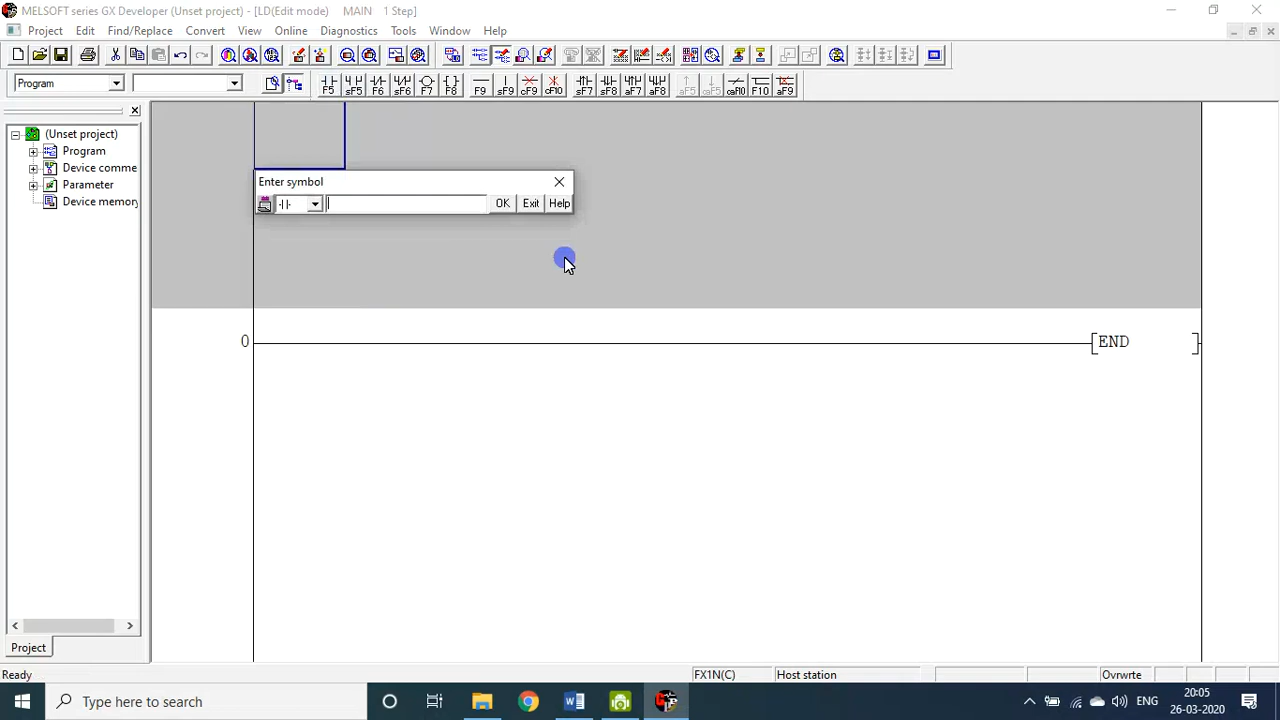 MELSOFT series GX Developer (Unset project) - [LD(Edit mode) MAIN 1 Step]
Project Edit Find/Replace Convert View Online Diagnostics Tools Window Help
Program
F5 sF5 F6 sF6 F7 F8 F9 sF9 cF9 cF10 sF7 sF8 aF7 aF8 aF5 caF5 caF10 F10 aF9
(Unset project)
Program
Device comme
Parameter
Device memory
Enter symbol
OK Exit Help
0 END
Project
Ready FX1N(C) Host station Ovrwrte
Type here to search
ENG
20:05
26-03-2020